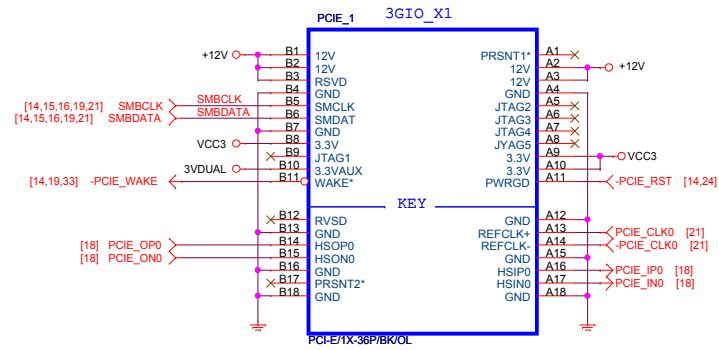 3GIO_X1
PCIE_1
+12V B1 12V PRSNT1* A1
B2 12V 12V A2 +12V
B3 RSVD 12V A3
B4 GND GND A4
[14,15,16,19,21] SMBCLK SMBCLK B5 SMCLK JTAG2 A5
[14,15,16,19,21] SMBDATA SMBDATA B6 SMDAT JTAG3 A6
B7 GND JTAG4 A7
VCC3 B8 3.3V JYAG5 A8
B9 JTAG1 3.3V A9 VCC3
3VDUAL B10 3.3VAUX 3.3V A10
[14,19,33] -PCIE_WAKE B11 WAKE* PWRGD A11 -PCIE_RST [14,24]
KEY
B12 RVSD GND A12
B13 GND REFCLK+ A13 PCIE_CLK0 [21]
[18] PCIE_OP0 B14 HSOP0 REFCLK- A14 -PCIE_CLK0 [21]
[18] PCIE_ON0 B15 HSON0 GND A15
B16 GND HSIP0 A16 PCIE_IP0 [18]
B17 PRSNT2* HSIN0 A17 PCIE_IN0 [18]
B18 GND GND A18
PCI-E/1X-36P/BK/OL